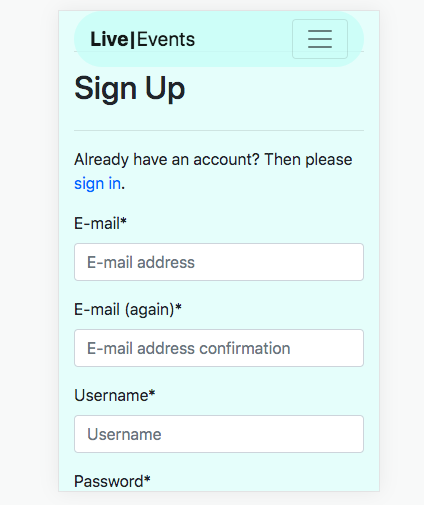 Live|Events
Sign Up
Already have an account? Then please
sign in.
E-mail*
E-mail address
E-mail (again)*
E-mail address confirmation
Username*
Username
Password*